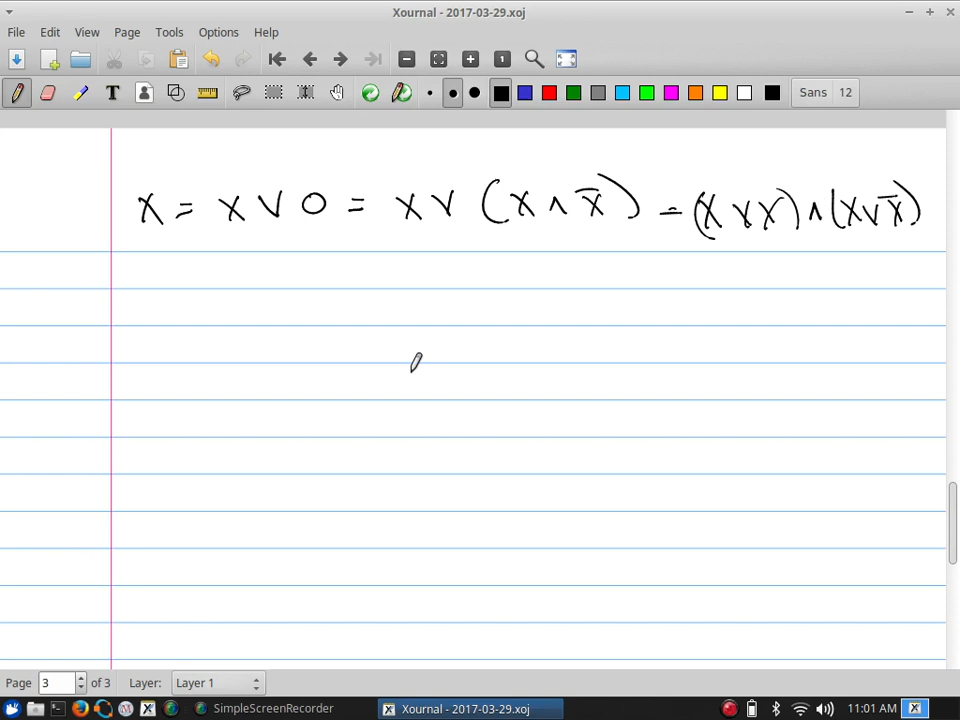 Xournal - 2017-03-29.xoj
File Edit View Page Tools Options Help
T 1 Sans 12
x = x ∨ 0 = x ∨ (x ∧ x̅) = (x ∨ x) ∧ (x ∨ x̅)
Page 3 of 3 Layer: Layer 1
SimpleScreenRecorder Xournal - 2017-03-29.xoj 11:01 AM